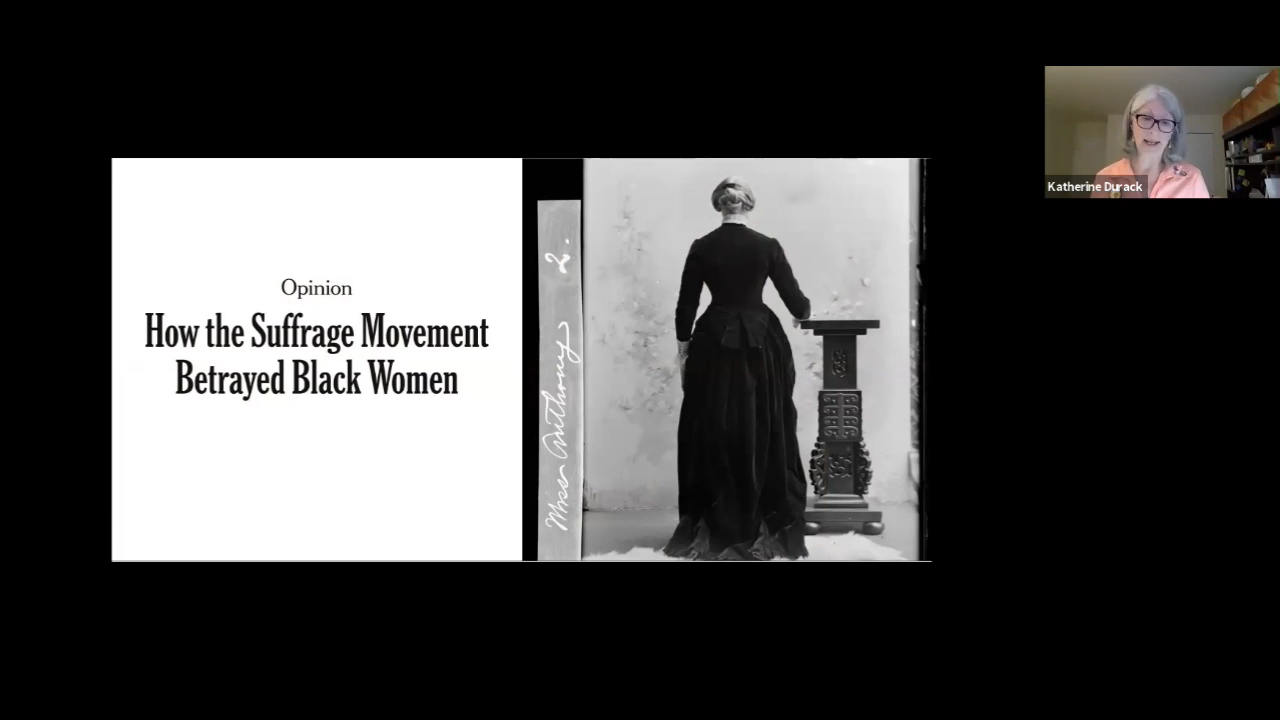 Opinion
How the Suffrage Movement
Betrayed Black Women
Miss Anthony 2.
Katherine Durack